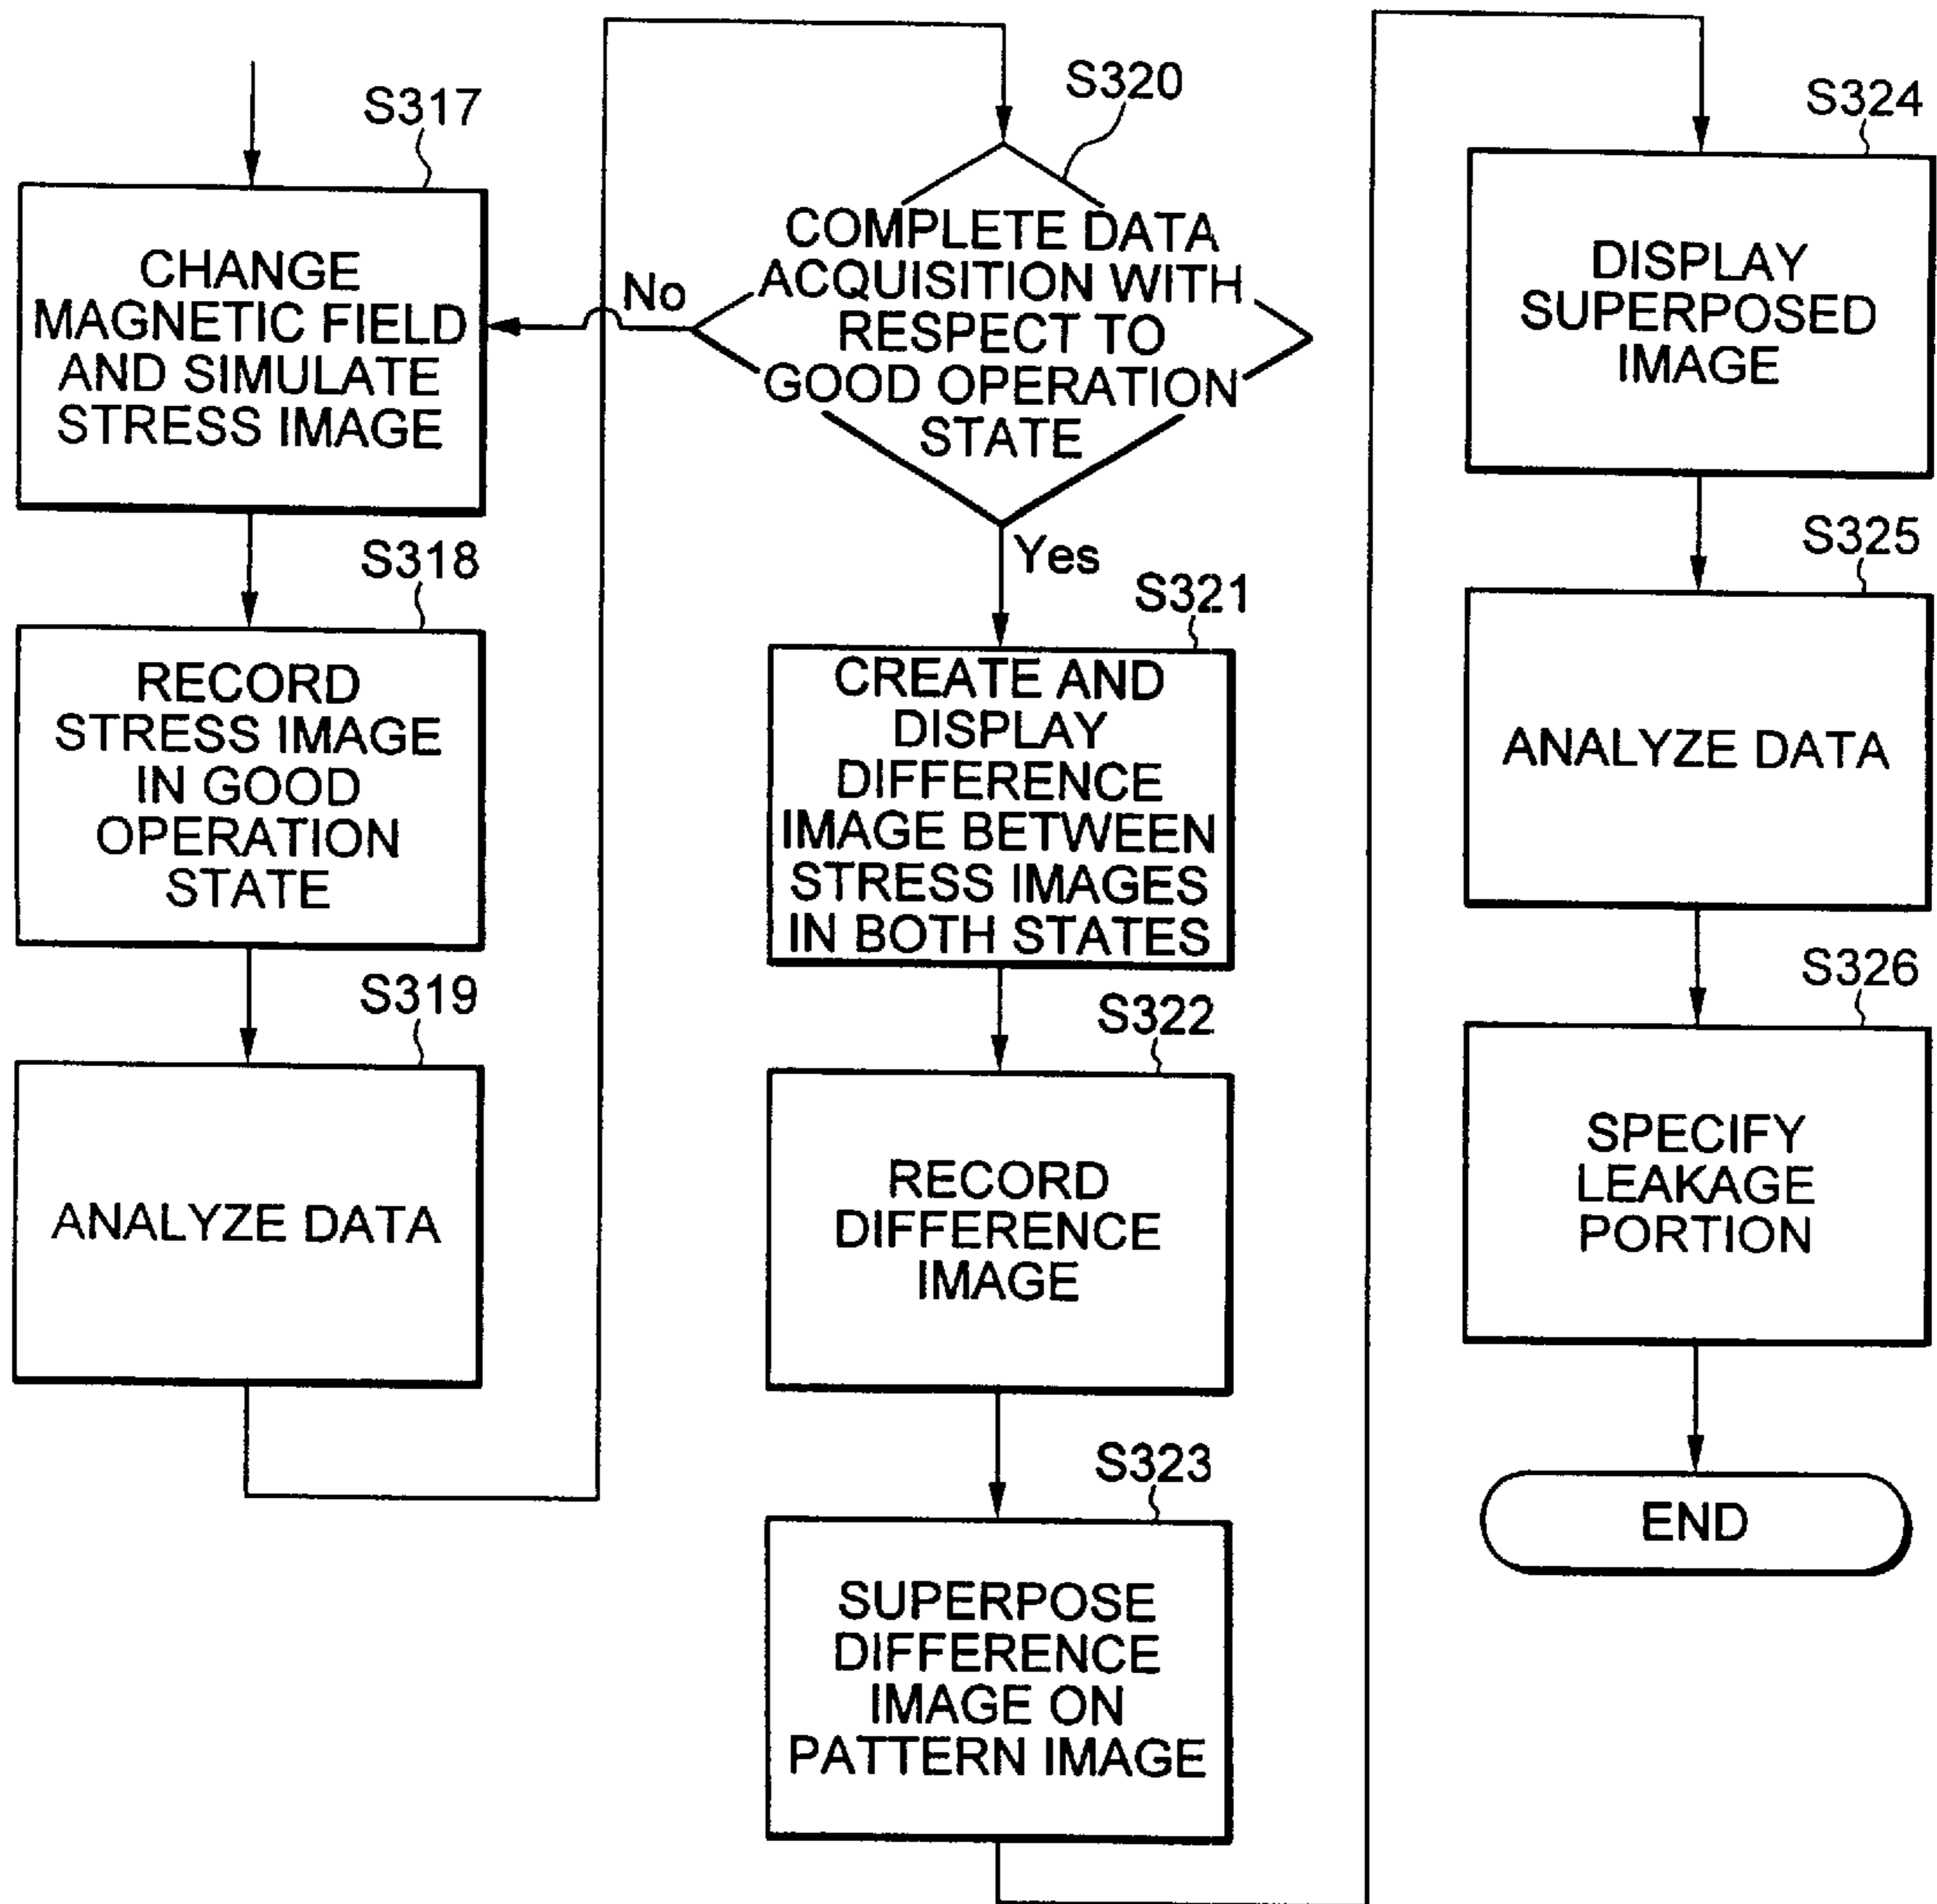 S317
CHANGE
MAGNETIC FIELD
AND SIMULATE
STRESS IMAGE
S318
RECORD
STRESS IMAGE
IN GOOD
OPERATION
STATE
S319
ANALYZE DATA
S320
COMPLETE DATA
ACQUISITION WITH
RESPECT TO
GOOD OPERATION
STATE
No
Yes
S321
CREATE AND
DISPLAY
DIFFERENCE
IMAGE BETWEEN
STRESS IMAGES
IN BOTH STATES
S322
RECORD
DIFFERENCE
IMAGE
S323
SUPERPOSE
DIFFERENCE
IMAGE ON
PATTERN IMAGE
S324
DISPLAY
SUPERPOSED
IMAGE
S325
ANALYZE DATA
S326
SPECIFY
LEAKAGE
PORTION
END